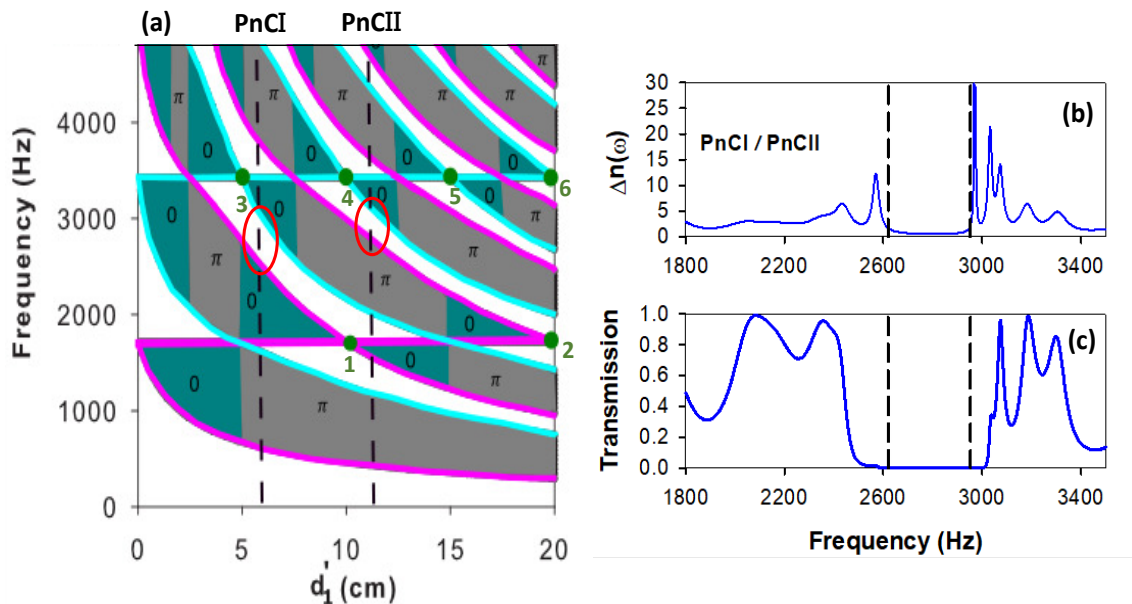 PnCI PnCII
(a)
Frequency (Hz)
4000
3000
2000
1000
0
0 5 10 15 20
d'1 (cm)
π π π π π π
0 0 0 0 0
3 4 5 6
0 0 0 0 π
π π π
0 0
1 2
0 0 π
π
30
25
20
15
10
5
0
Δn(ω)
PnCI / PnCII
(b)
1800 2200 2600 3000 3400
1.0
0.8
0.6
0.4
0.2
0.0
Transmission
(c)
1800 2200 2600 3000 3400
Frequency (Hz)